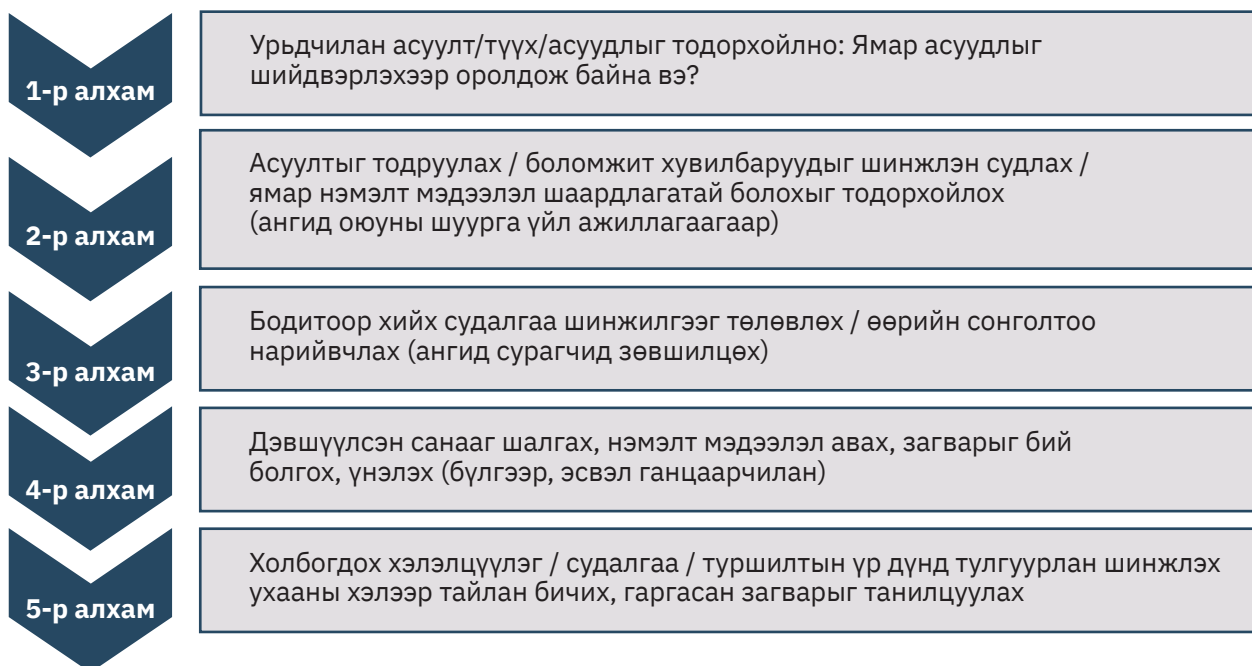 Урьдчилан асуулт/түүх/асуудлыг тодорхойлно: Ямар асуудлыг
шийдвэрлэхээр оролдож байна вэ?
1-р алхам
Асуултыг тодруулах / боломжит хувилбаруудыг шинжлэн судлах /
ямар нэмэлт мэдээлэл шаардлагатай болохыг тодорхойлох
(ангид оюуны шуурга үйл ажиллагаагаар)
2-р алхам
Бодитоор хийх судалгаа шинжилгээг төлөвлөх / өөрийн сонголтоо
нарийвчлах (ангид сурагчид зөвшилцөх)
3-р алхам
Дэвшүүлсэн санааг шалгах, нэмэлт мэдээлэл авах, загварыг бий
болгох, үнэлэх (бүлгээр, эсвэл ганцаарчилан)
4-р алхам
Холбогдох хэлэлцүүлэг / судалгаа / туршилтын үр дүнд тулгуурлан шинжлэх
ухааны хэлээр тайлан бичих, гаргасан загварыг танилцуулах
5-р алхам